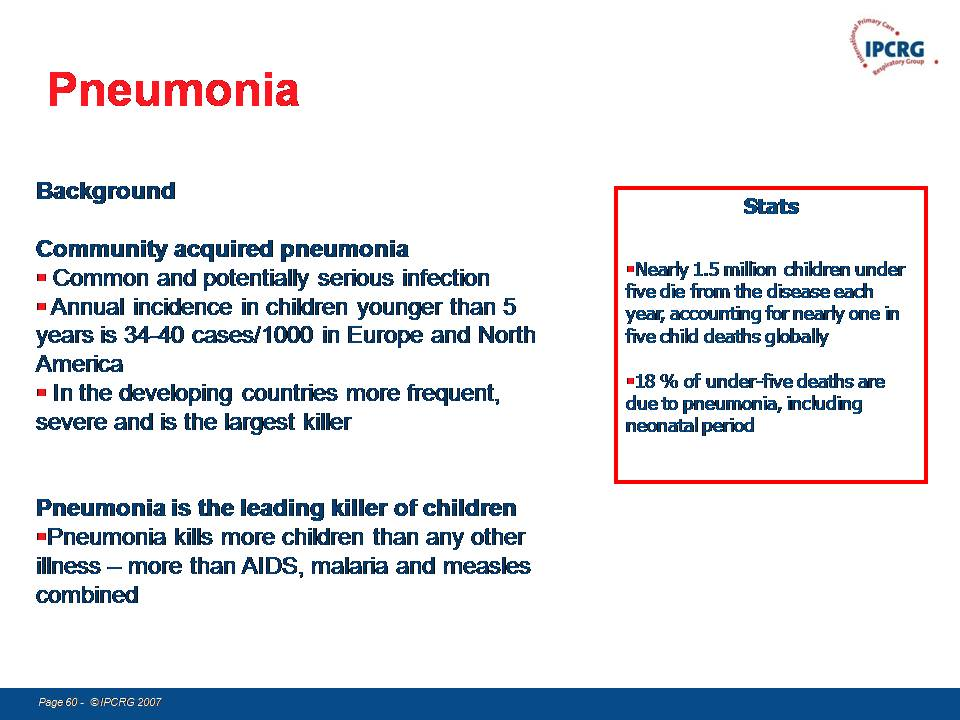 International Primary Care
IPCRG
Respiratory Group
Pneumonia
Background
Community acquired pneumonia
▪ Common and potentially serious infection
▪ Annual incidence in children younger than 5
years is 34-40 cases/1000 in Europe and North
America
▪ In the developing countries more frequent,
severe and is the largest killer
Pneumonia is the leading killer of children
▪Pneumonia kills more children than any other
illness – more than AIDS, malaria and measles
combined
Stats
▪Nearly 1.5 million children under
five die from the disease each
year, accounting for nearly one in
five child deaths globally
▪18 % of under-five deaths are
due to pneumonia, including
neonatal period
Page 60 - © IPCRG 2007